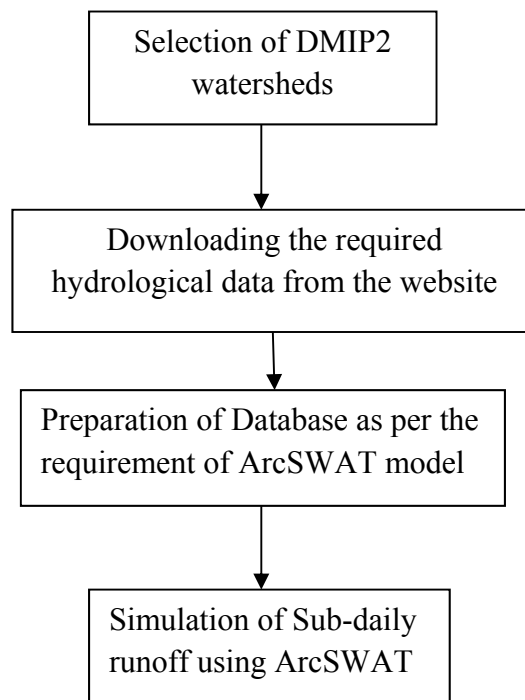 Selection of DMIP2
watersheds
Downloading the required
hydrological data from the website
Preparation of Database as per the
requirement of ArcSWAT model
Simulation of Sub-daily
runoff using ArcSWAT